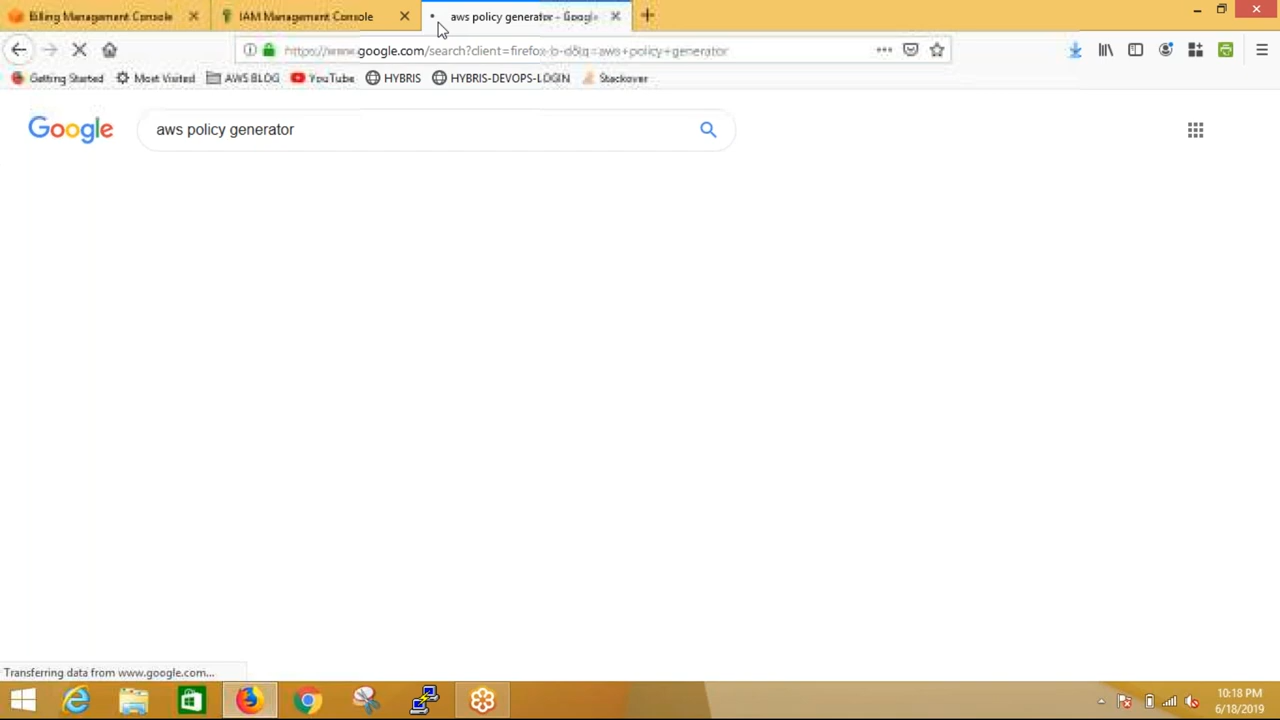 Billing Management Console
IAM Management Console
aws policy generator - Google
https://www.google.com/search?client=firefox-b-d&q=aws+policy+generator
Getting Started
Most Visited
AWS BLOG
YouTube
HYBRIS
HYBRIS-DEVOPS-LOGIN
Stackover
Google
aws policy generator
Transferring data from www.google.com...
10:18 PM
6/18/2019